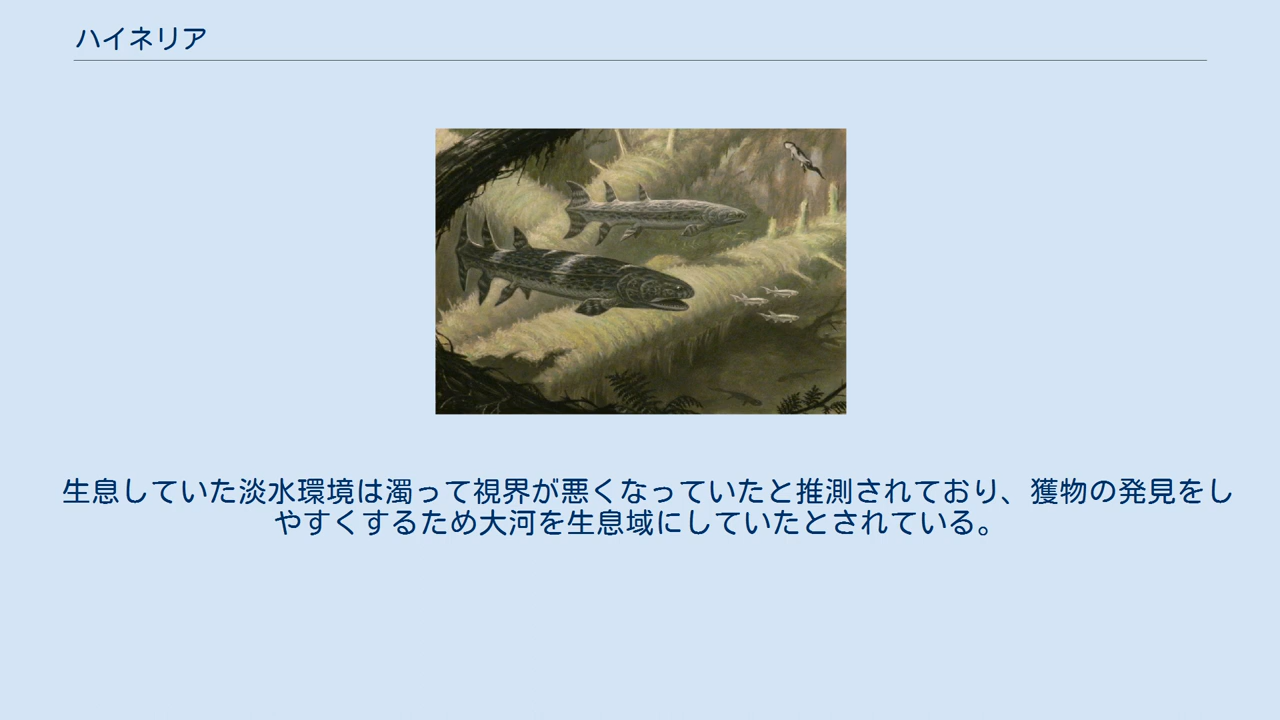 ハイネリア
生息していた淡水環境は濁って視界が悪くなっていたと推測されており、獲物の発見をし
やすくするため大河を生息域にしていたとされている。